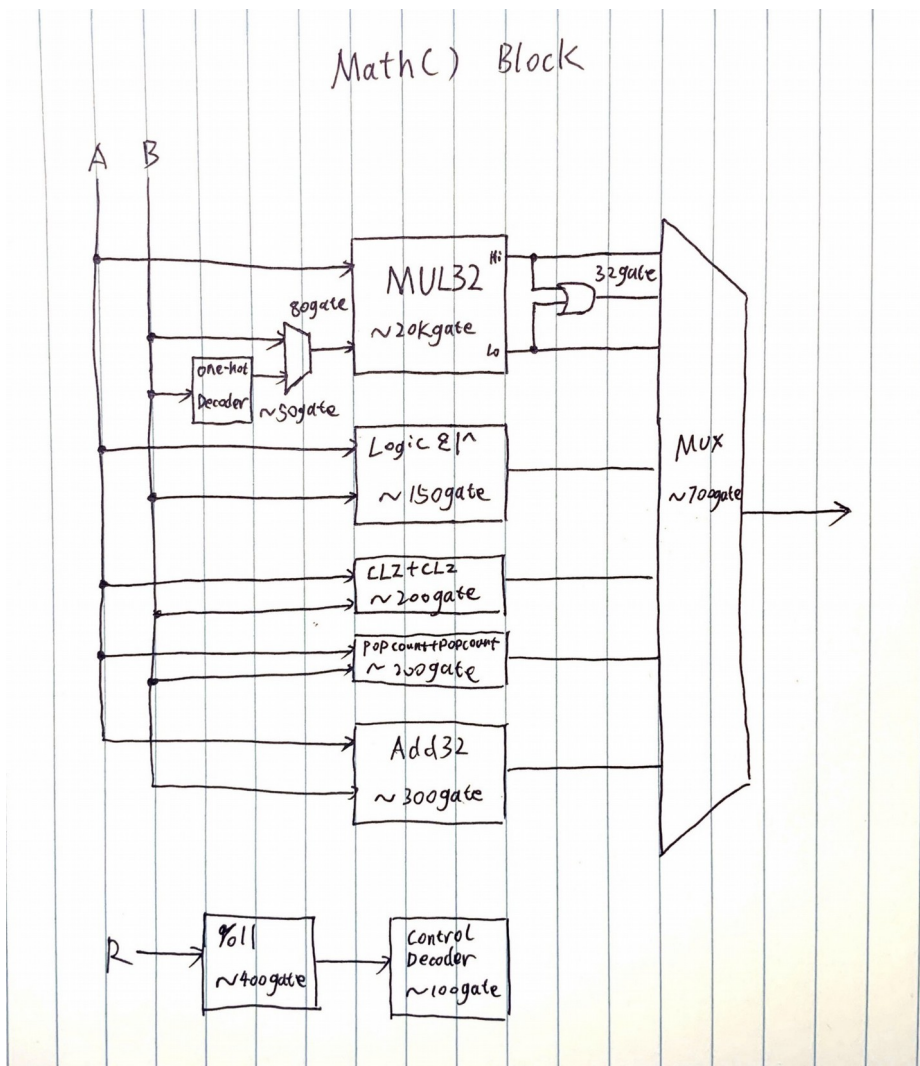 Math() Block
A B
MUL32
~20Kgate
Hi
Lo
32gate
80gate
one-hot
Decoder
~50gate
Logic &|^
~150gate
CLZ+CLZ
~200gate
Popcount+Popcount
~200gate
Add32
~300gate
MUX
~700gate
R
%11
~400gate
Control
Decoder
~100gate